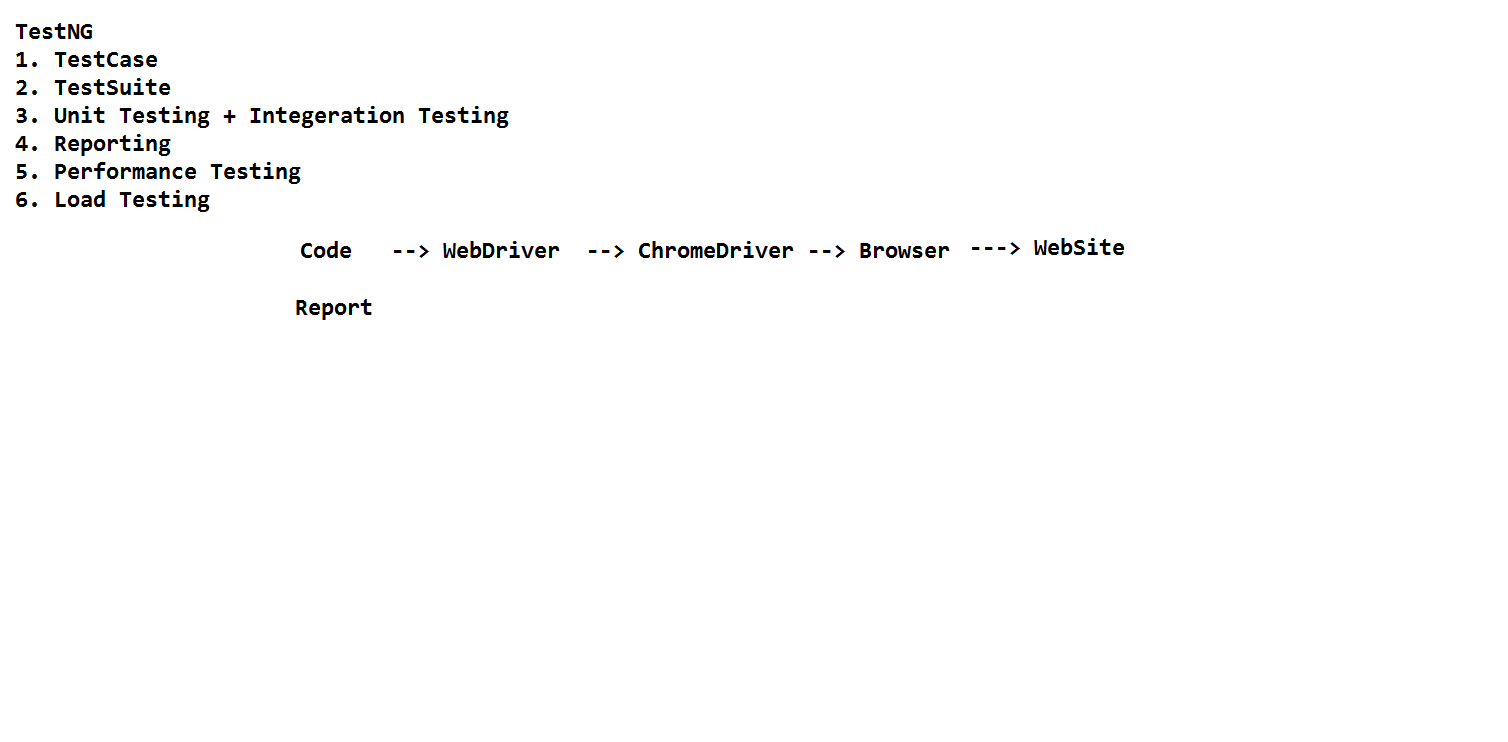 TestNG
1. TestCase
2. TestSuite
3. Unit Testing + Integeration Testing
4. Reporting
5. Performance Testing
6. Load Testing
Code --> WebDriver --> ChromeDriver --> Browser ---> WebSite
Report